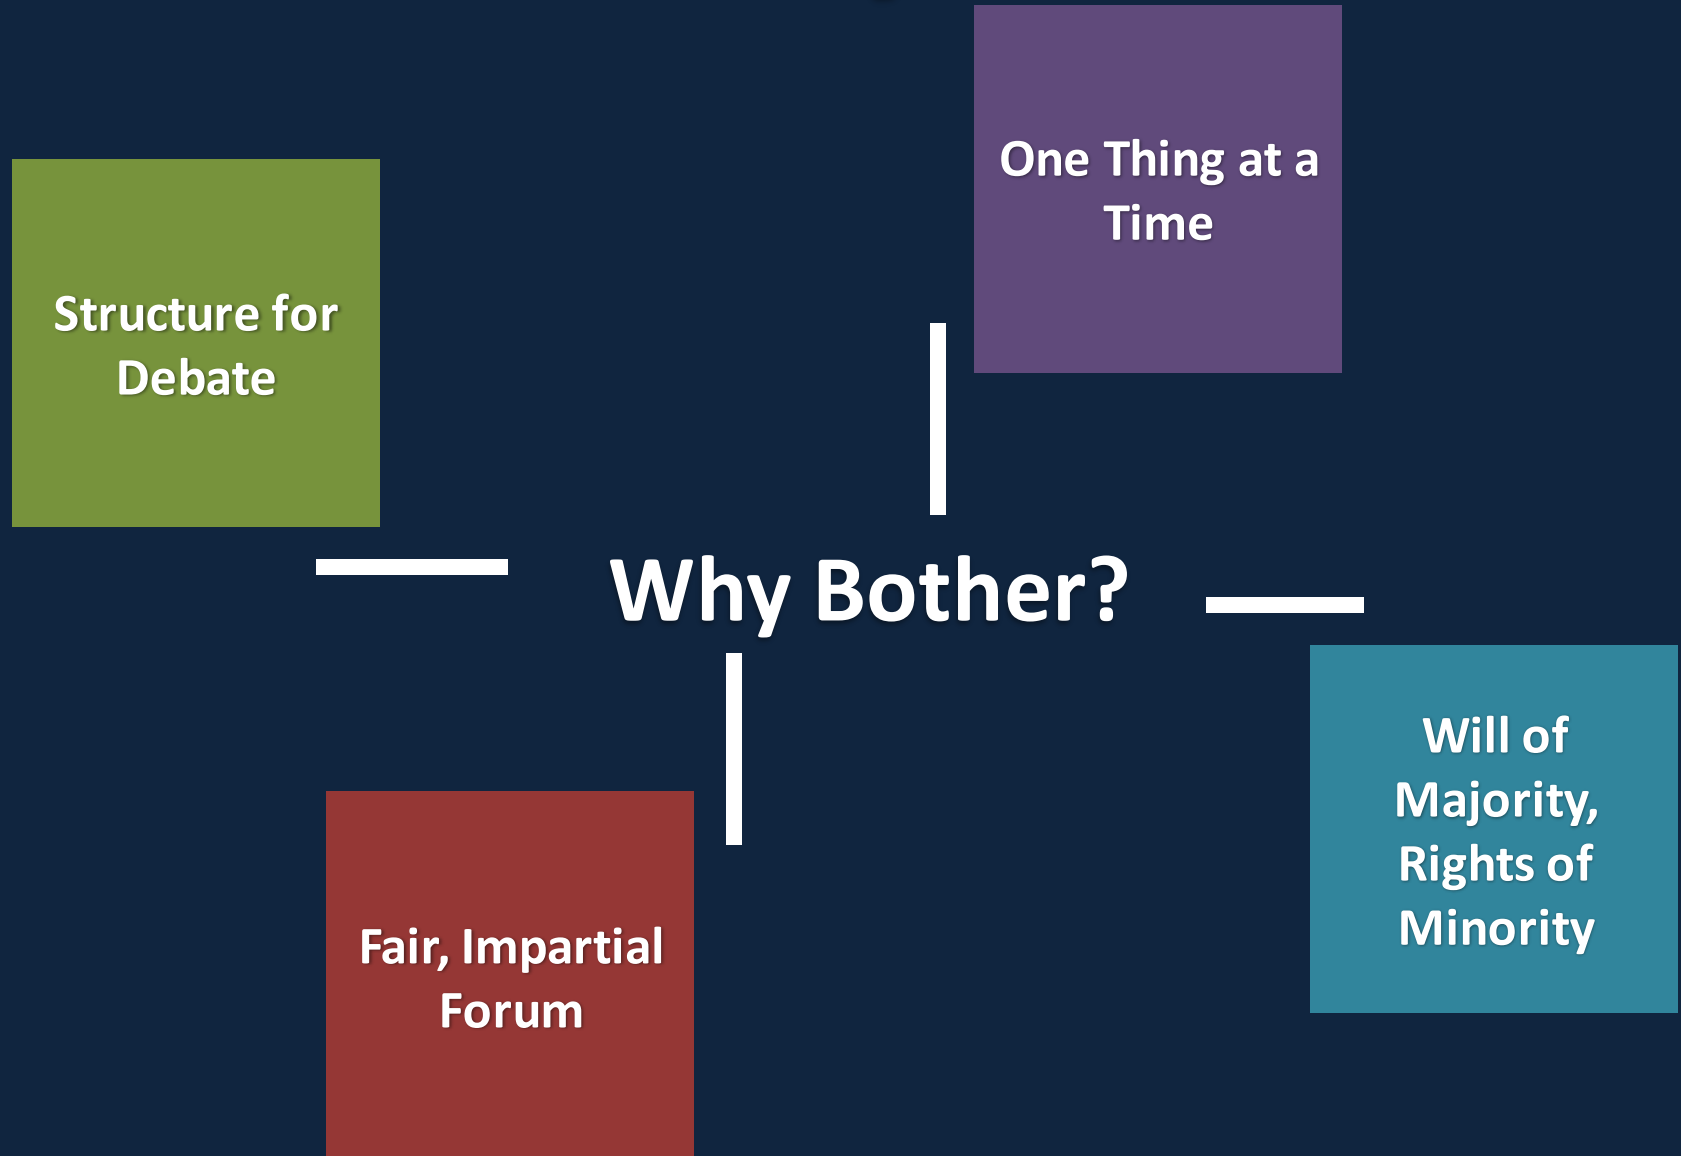 One Thing at a
Time
Structure for
Debate
Why Bother?
Will of
Majority,
Rights of
Minority
Fair, Impartial
Forum